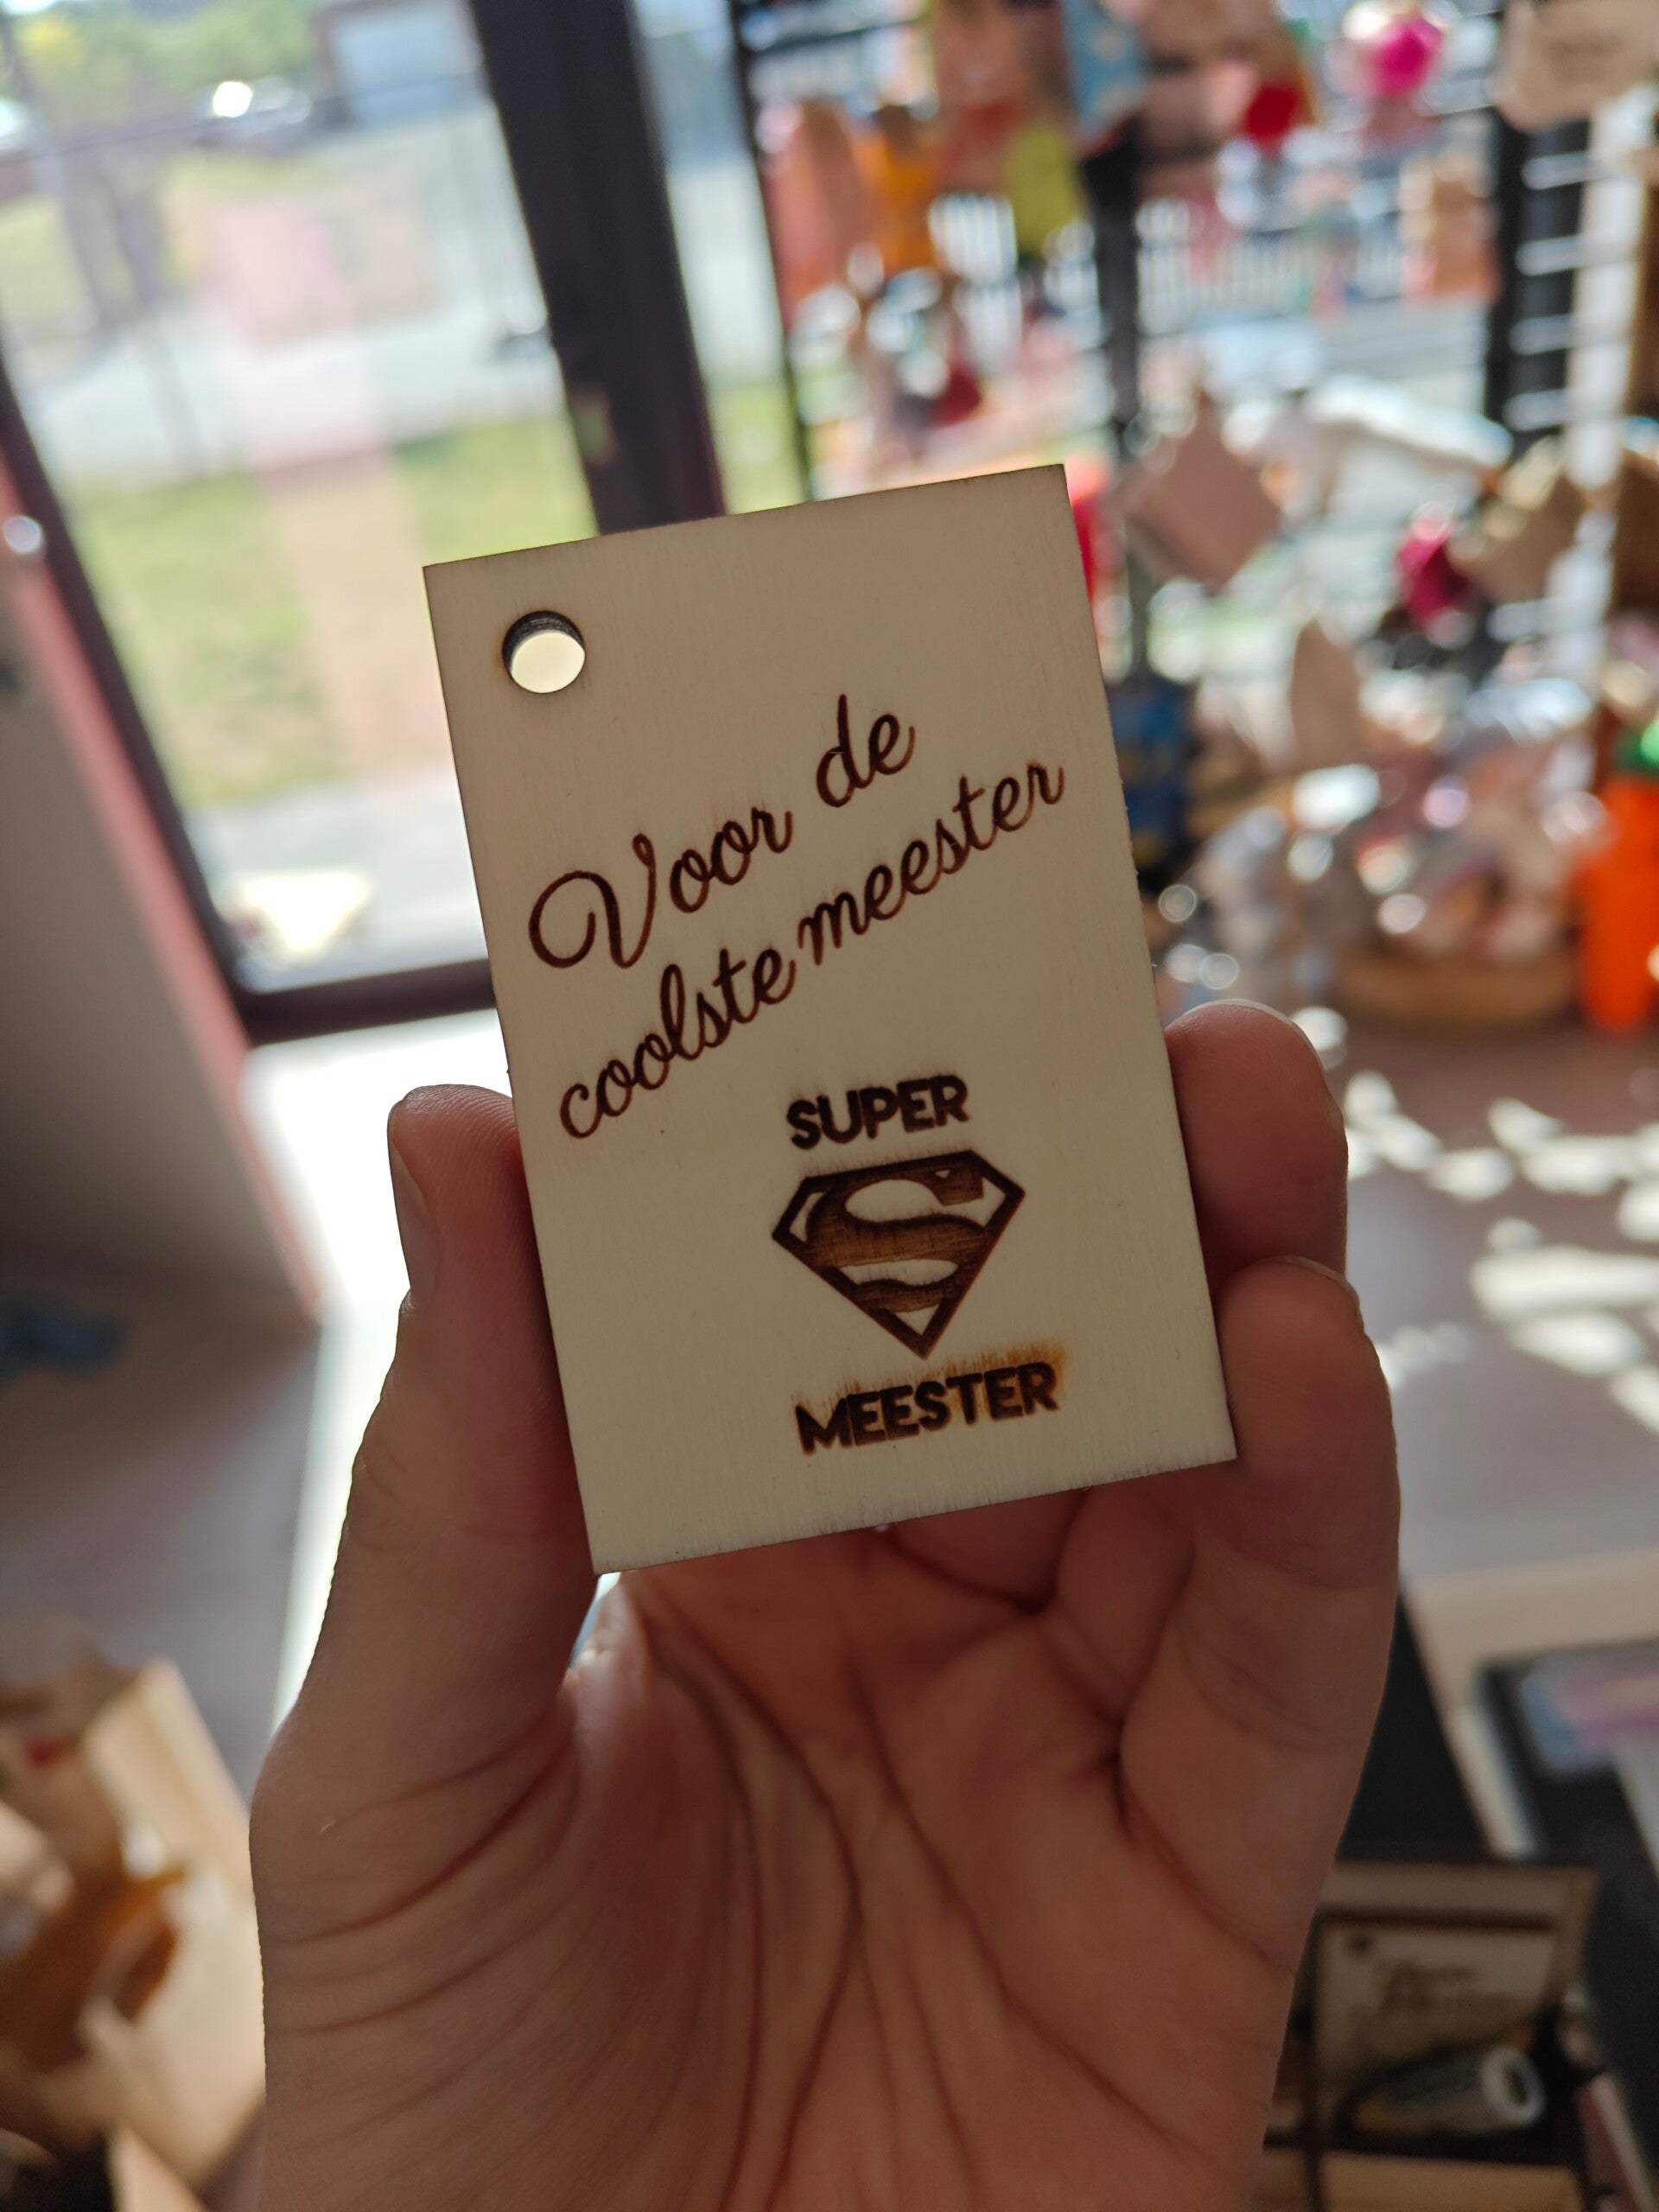 Voor de
coolste meester
SUPER
S
MEESTER